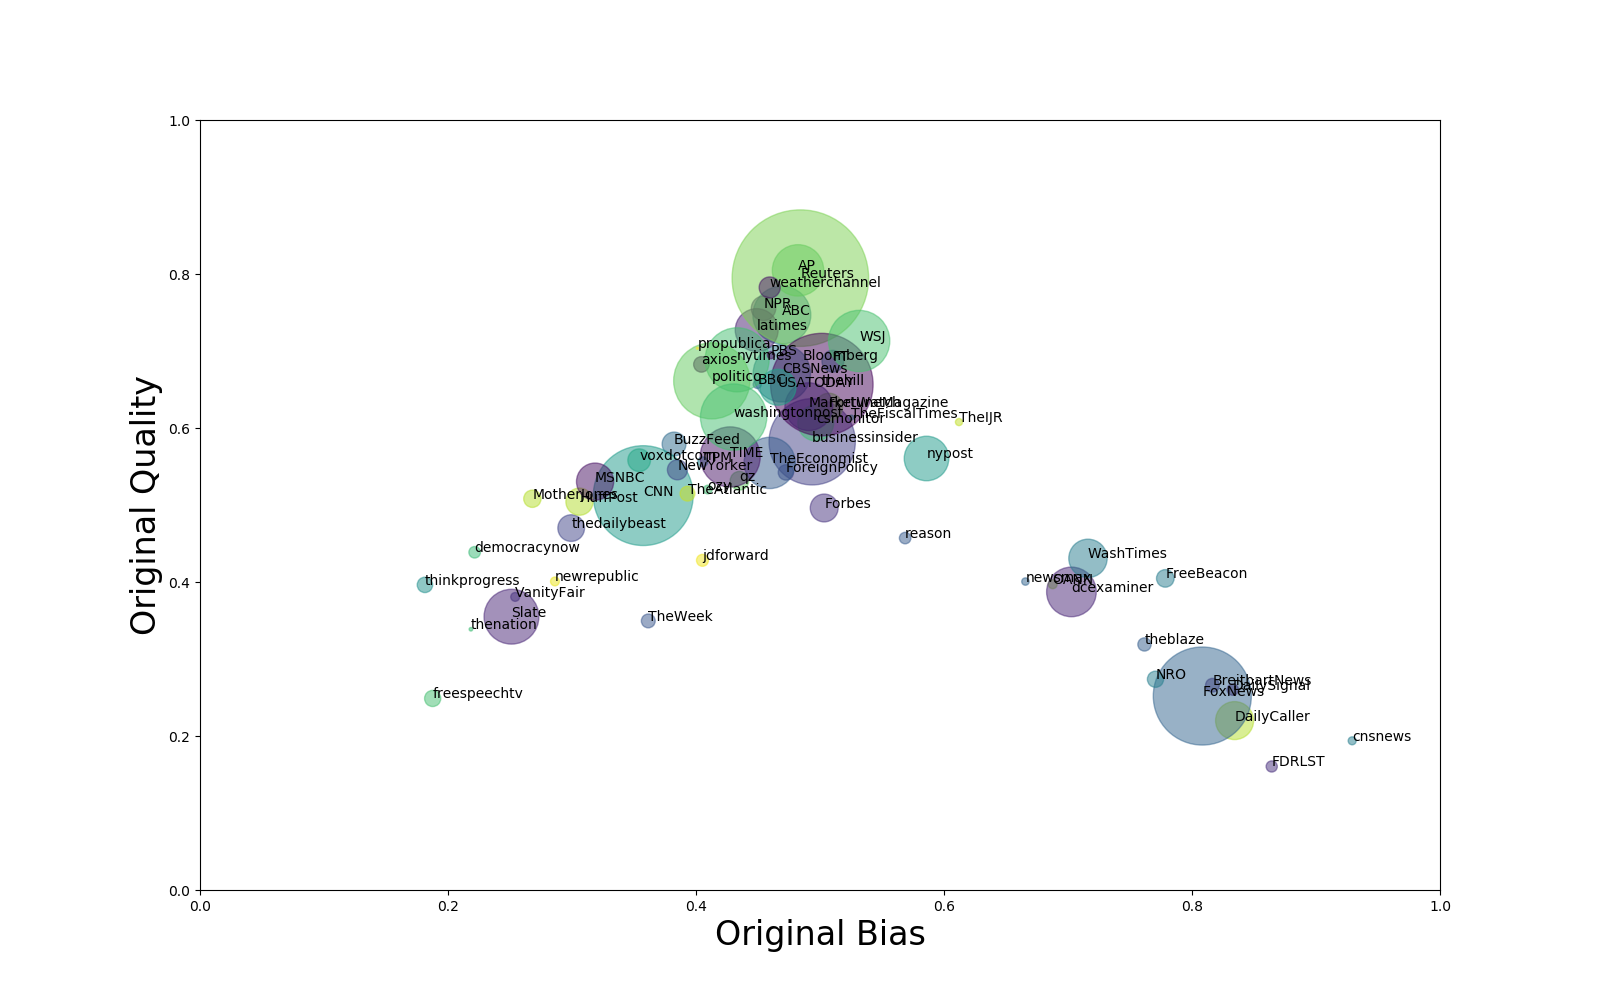 1.0
0.8
0.6
0.4
0.2
0.0
0.0
0.2
0.4
0.6
0.8
1.0
Original Quality
Original Bias
AP
Reuters
weatherchannel
NPR
ABC
latimes
WSJ
propublica
PBS
axios
nytimes
Bloomberg
FT
CBSNews
politico
BBC
USATODAY
thehill
MarketWatch
FortuneMagazine
washingtonpost
TheFiscalTimes
csmonitor
TheIJR
BuzzFeed
businessinsider
voxdotcom
TPM
TIME
TheEconomist
nypost
NewYorker
ForeignPolicy
MSNBC
qz
CNN
ozy
TheAtlantic
MotherJones
HuffPost
Forbes
thedailybeast
reason
democracynow
jdforward
WashTimes
thinkprogress
newrepublic
newsmax
OANN
FreeBeacon
VanityFair
dcexaminer
Slate
TheWeek
thenation
theblaze
freespeechtv
NRO
BreitbartNews
DailySignal
FoxNews
DailyCaller
cnsnews
FDRLST